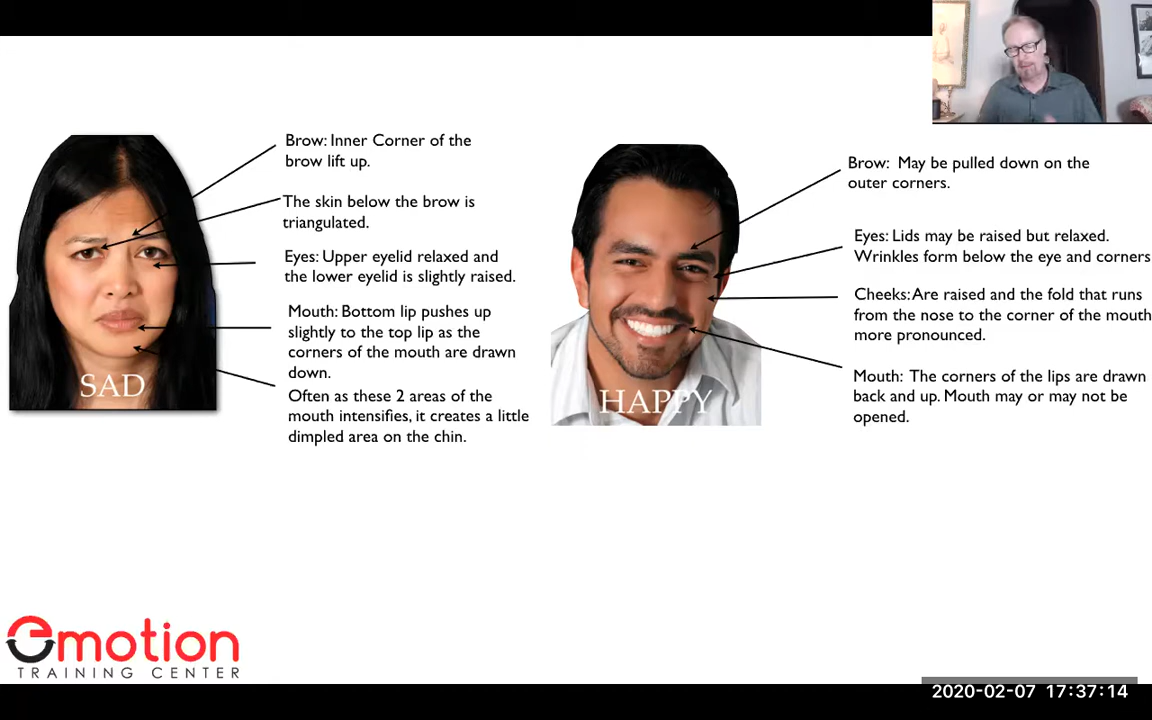 Brow: Inner Corner of the
brow lift up.
The skin below the brow is
triangulated.
Eyes: Upper eyelid relaxed and
the lower eyelid is slightly raised.
Mouth: Bottom lip pushes up
slightly to the top lip as the
corners of the mouth are drawn
down.
Often as these 2 areas of the
mouth intensifies, it creates a little
dimpled area on the chin.
SAD
Brow: May be pulled down on the
outer corners.
Eyes: Lids may be raised but relaxed.
Wrinkles form below the eye and corners
Cheeks: Are raised and the fold that runs
from the nose to the corner of the mouth
more pronounced.
Mouth: The corners of the lips are drawn
back and up. Mouth may or may not be
opened.
HAPPY
emotion
TRAINING CENTER
2020-02-07 17:37:14